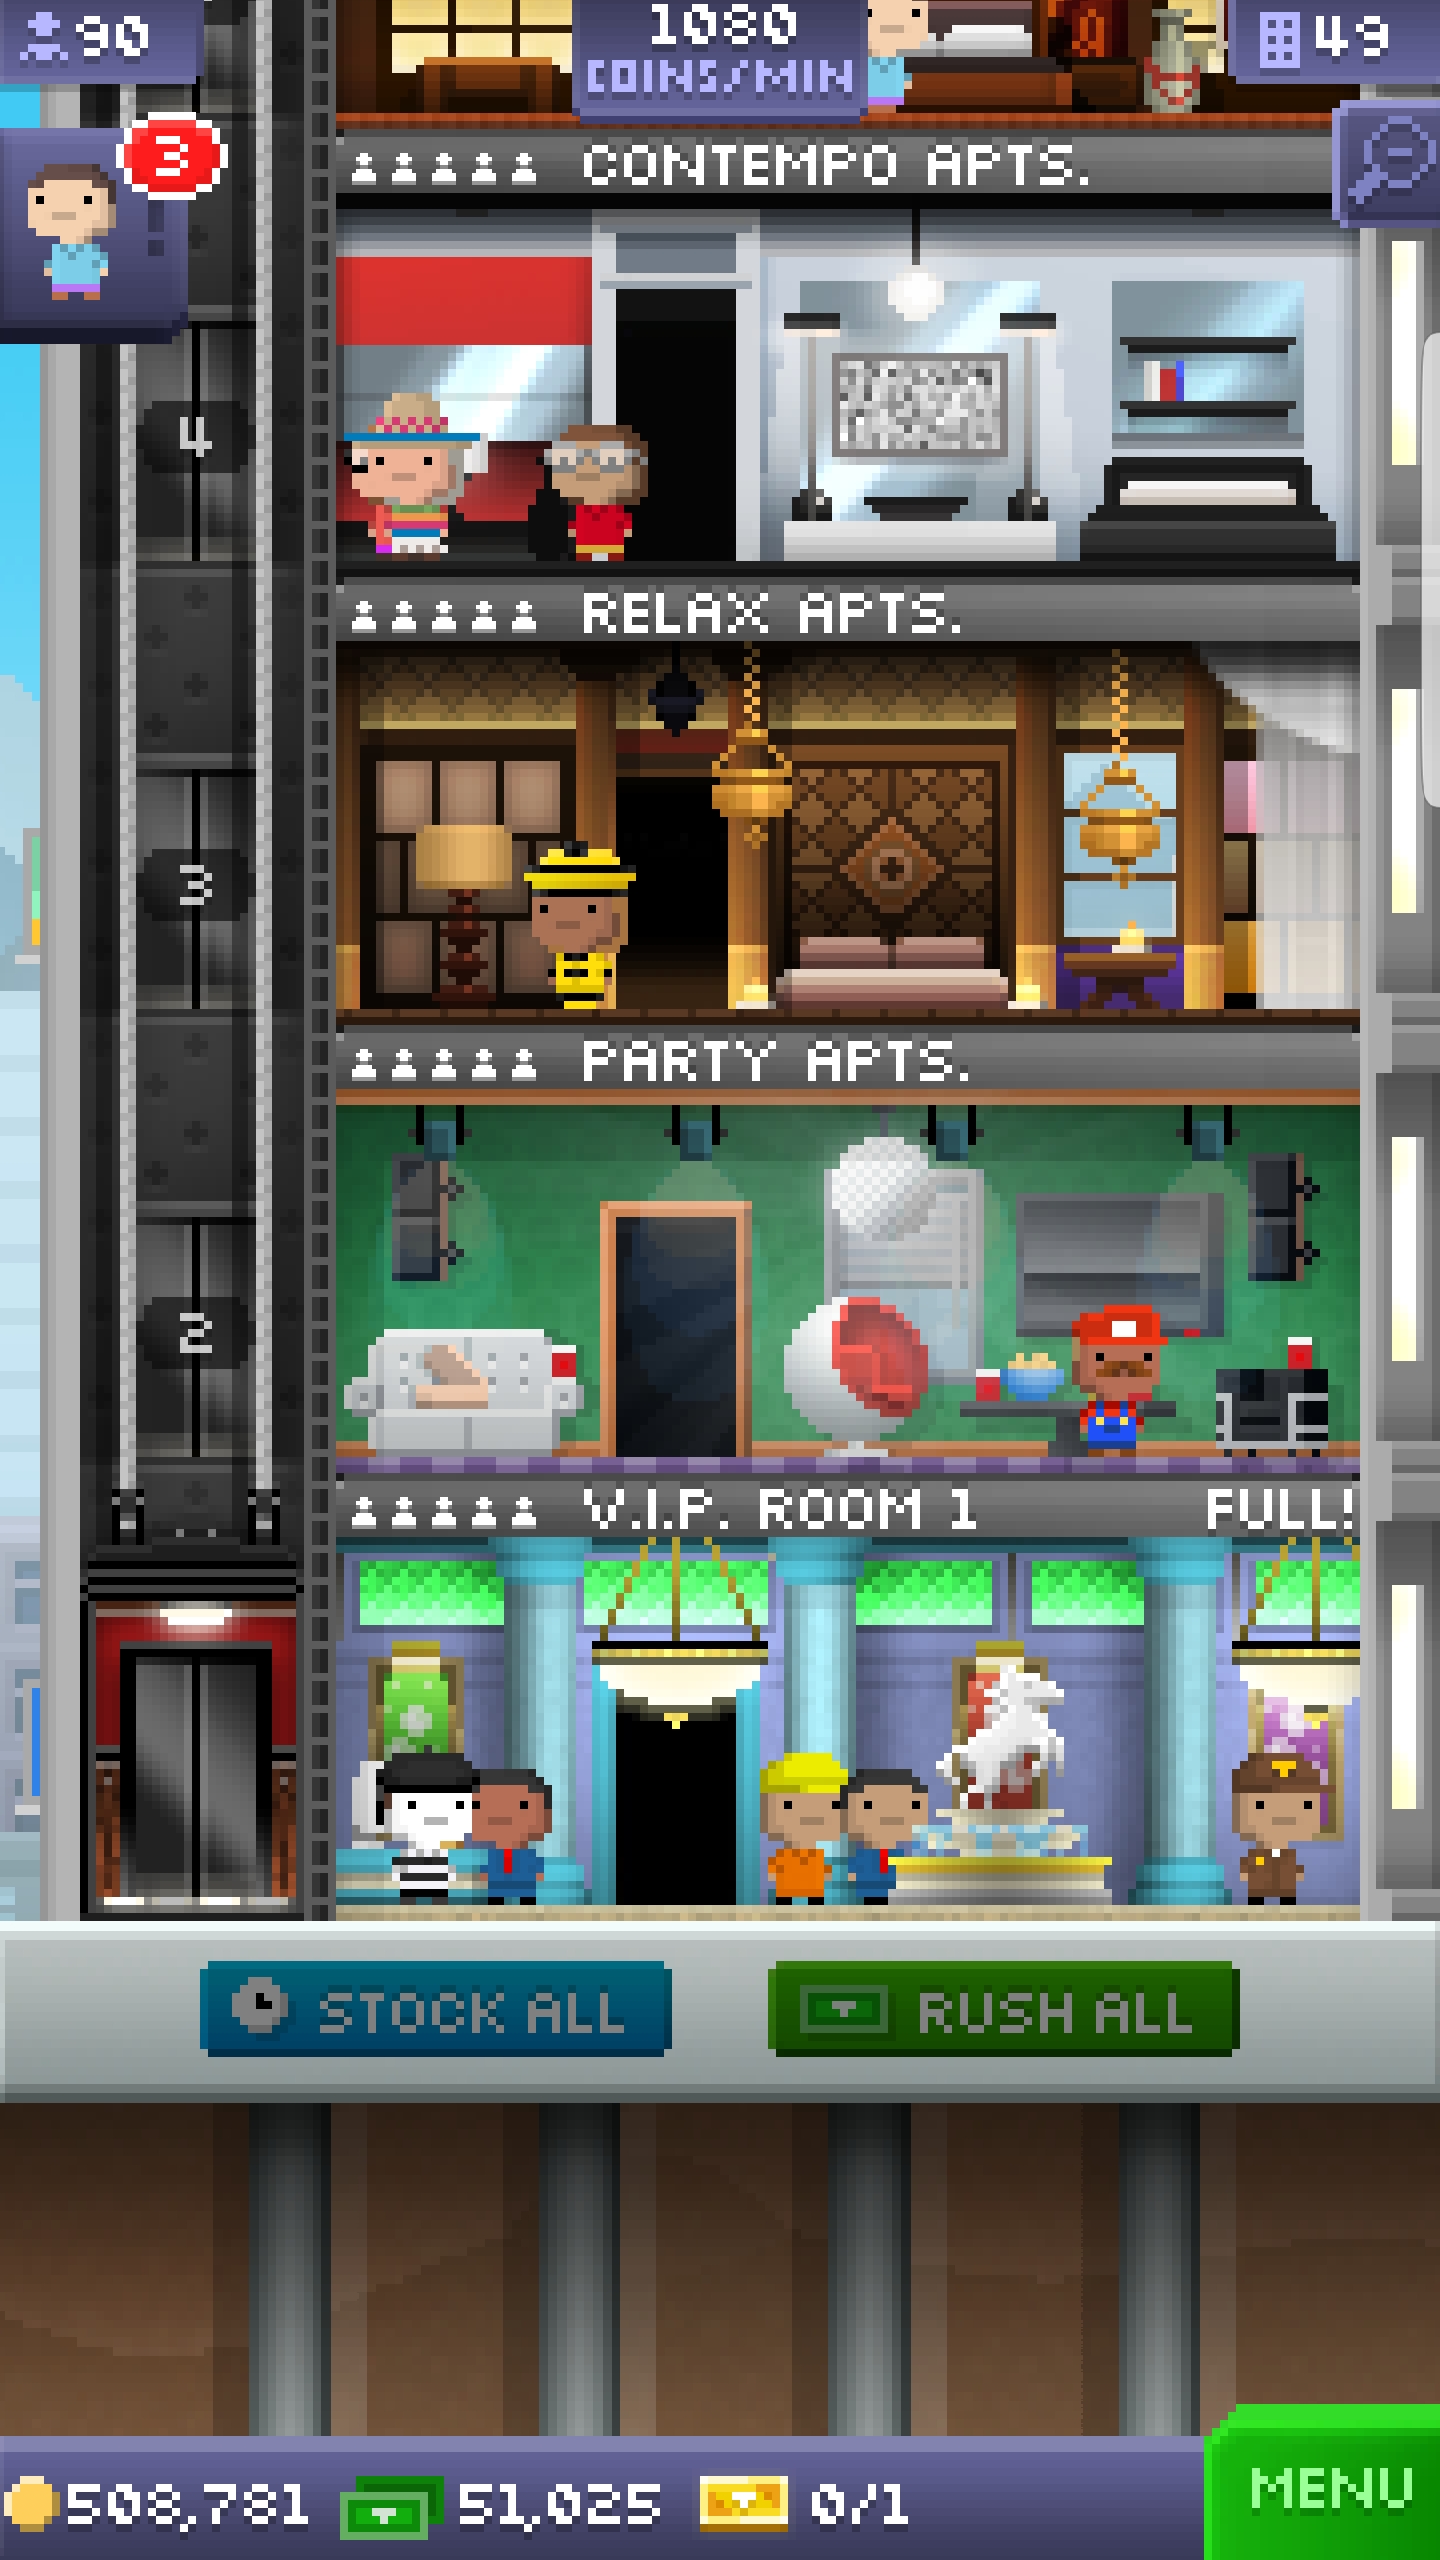 90
1080
COINS/MIN
49
3
CONTEMPO APTS.
4
RELAX APTS.
3
PARTY APTS.
2
V.I.P. ROOM 1 FULL!
STOCK ALL
RUSH ALL
508,781 51,025 0/1
MENU